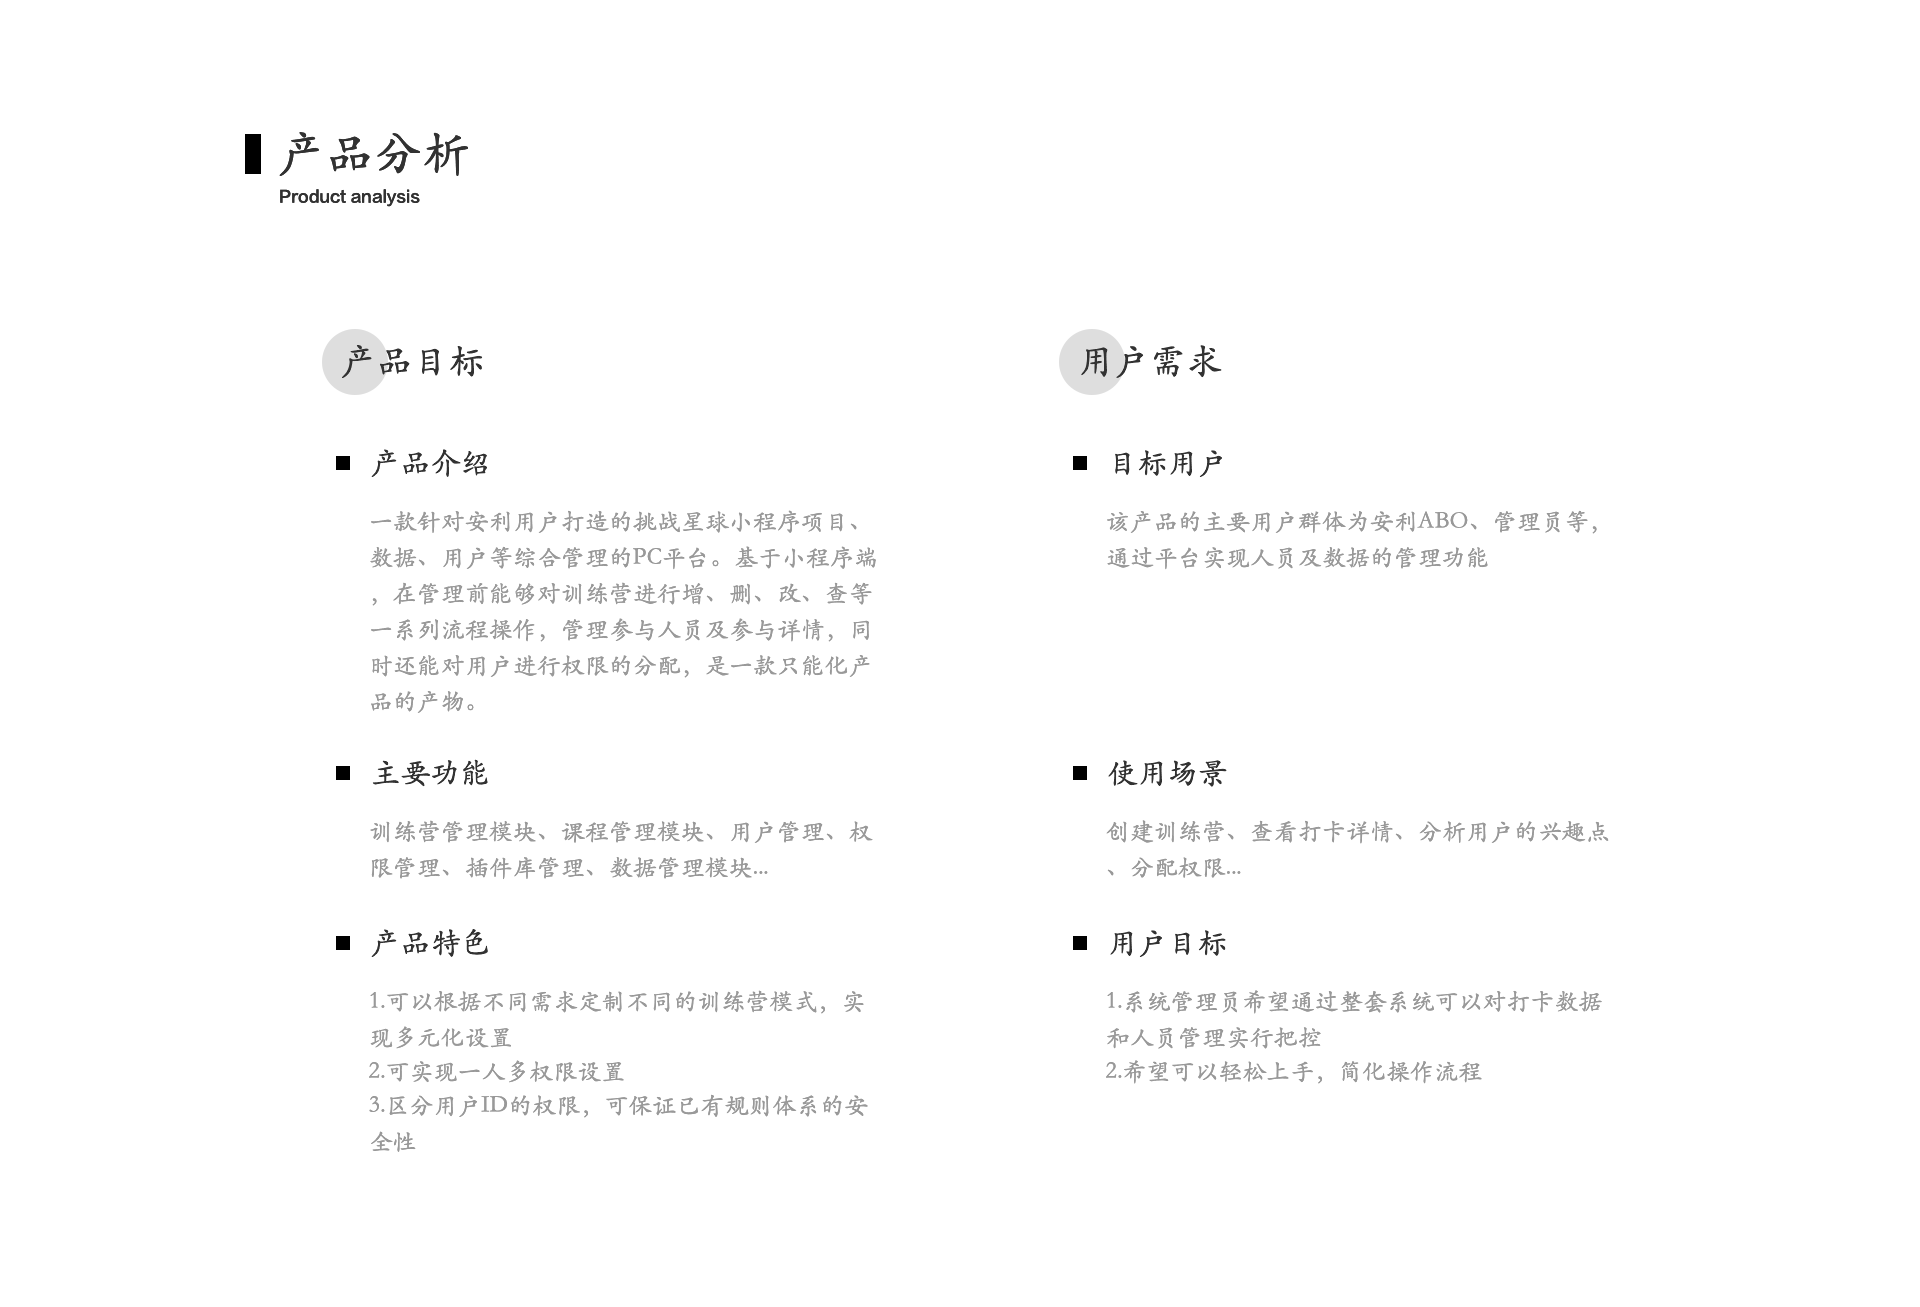 产品分析
Product analysis
产品目标
产品介绍
一款针对安利用户打造的挑战星球小程序项目、
数据、用户等综合管理的PC平台。基于小程序端
，在管理前能够对训练营进行增、删、改、查等
一系列流程操作，管理参与人员及参与详情，同
时还能对用户进行权限的分配，是一款只能化产
品的产物。
主要功能
训练营管理模块、课程管理模块、用户管理、权
限管理、插件库管理、数据管理模块...
产品特色
1.可以根据不同需求定制不同的训练营模式，实
现多元化设置
2.可实现一人多权限设置
3.区分用户ID的权限，可保证已有规则体系的安
全性
用户需求
目标用户
该产品的主要用户群体为安利ABO、管理员等，
通过平台实现人员及数据的管理功能
使用场景
创建训练营、查看打卡详情、分析用户的兴趣点
、分配权限...
用户目标
1.系统管理员希望通过整套系统可以对打卡数据
和人员管理实行把控
2.希望可以轻松上手，简化操作流程